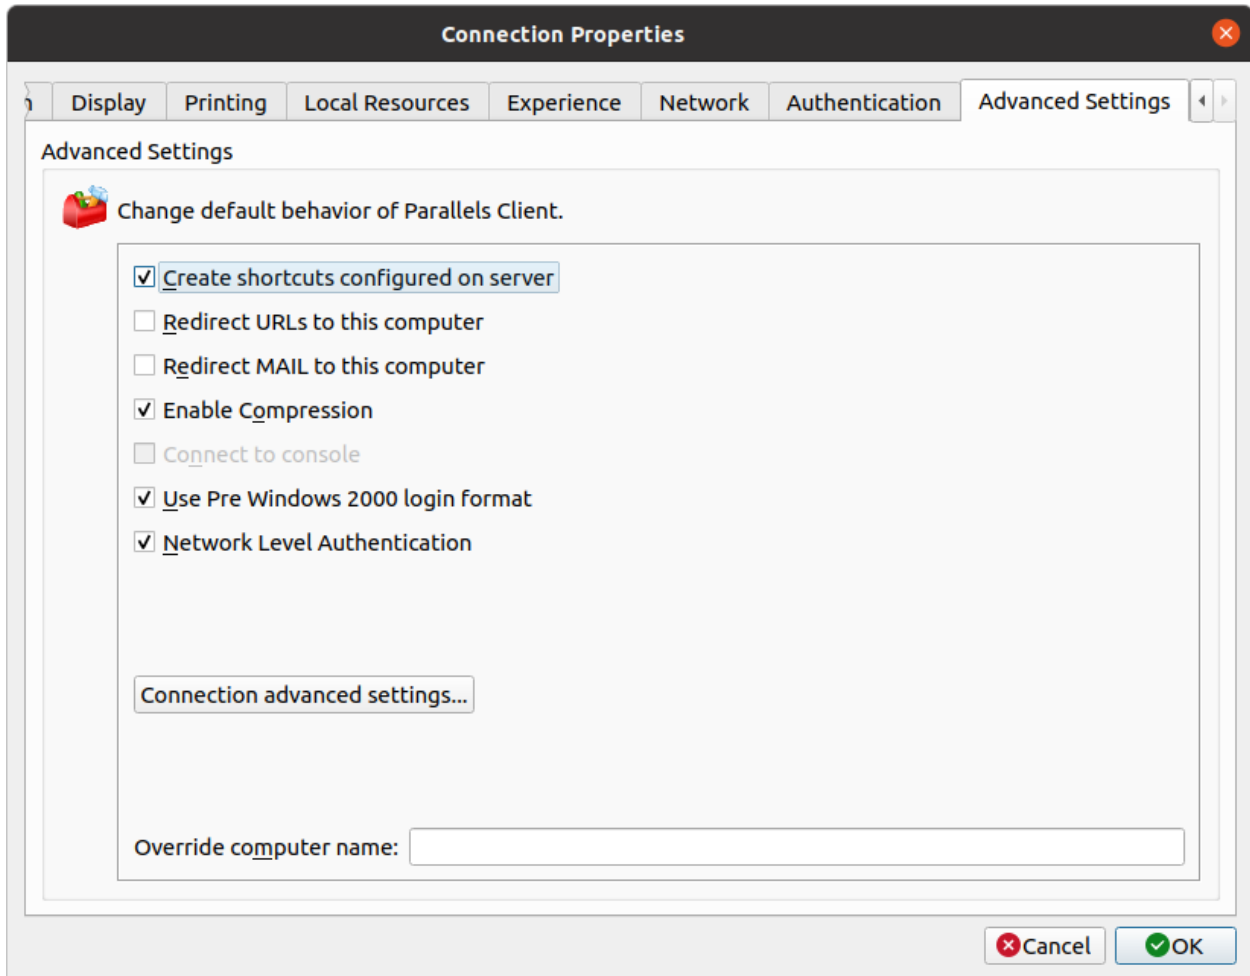 Connection Properties
Display Printing Local Resources Experience Network Authentication Advanced Settings
Advanced Settings
Change default behavior of Parallels Client.
Create shortcuts configured on server
Redirect URLs to this computer
Redirect MAIL to this computer
Enable Compression
Connect to console
Use Pre Windows 2000 login format
Network Level Authentication
Connection advanced settings...
Override computer name:
Cancel OK